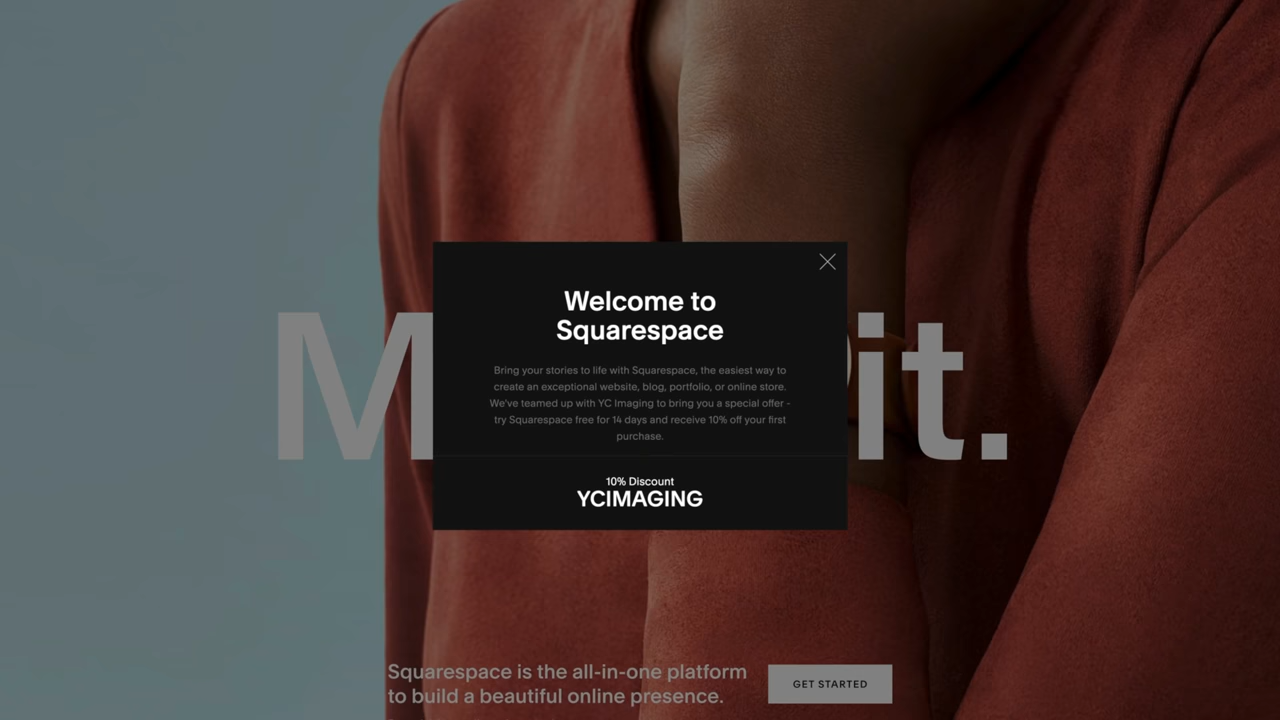 Welcome to
Squarespace
Bring your stories to life with Squarespace, the easiest way to
create an exceptional website, blog, portfolio, or online store.
We've teamed up with YC Imaging to bring you a special offer -
try Squarespace free for 14 days and receive 10% off your first
purchase.
10% Discount
YCIMAGING
M it.
Squarespace is the all-in-one platform
to build a beautiful online presence.
GET STARTED